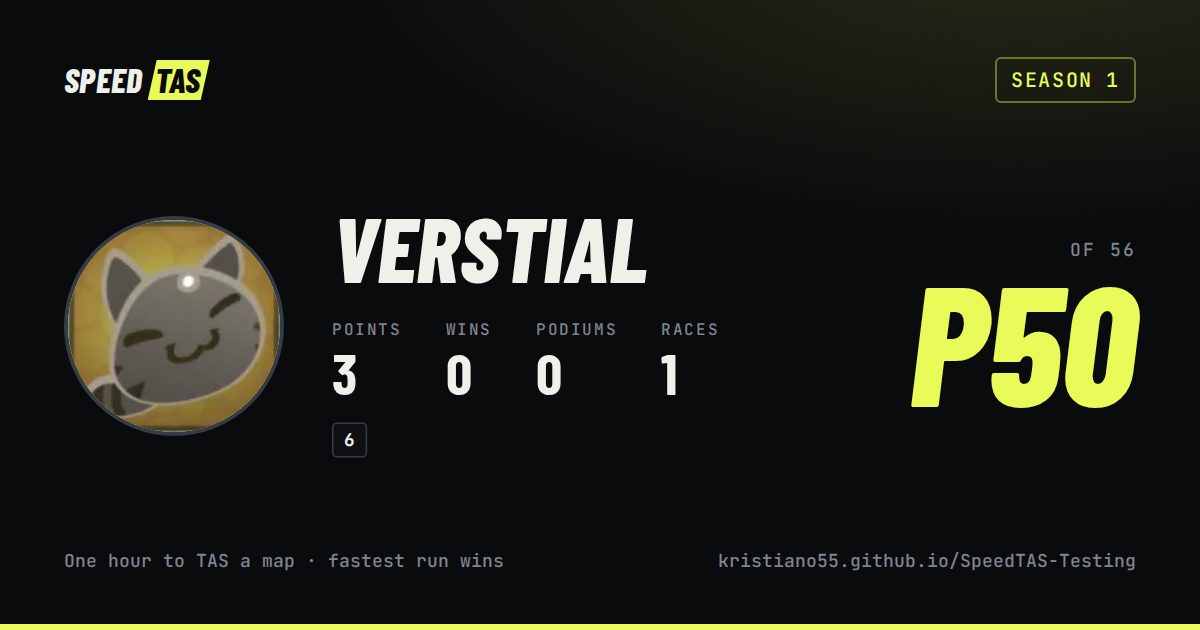 SPEED TAS
SEASON 1
VERSTIAL
OF 56
P50
POINTS WINS PODIUMS RACES
3 0 0 1
6
One hour to TAS a map · fastest run wins
kristiano55.github.io/SpeedTAS-Testing